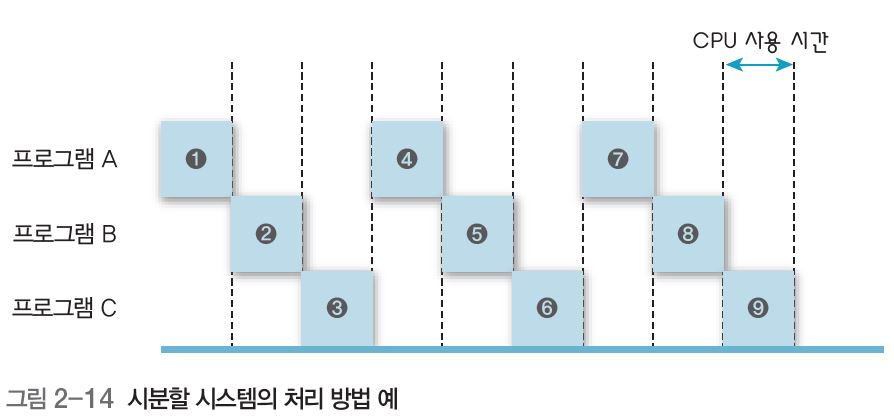 CPU 사용 시간
프로그램 A
❶ ❹ ❼
프로그램 B
❷ ❺ ❽
프로그램 C
❸ ❻ ❾
그림 2-14 시분할 시스템의 처리 방법 예